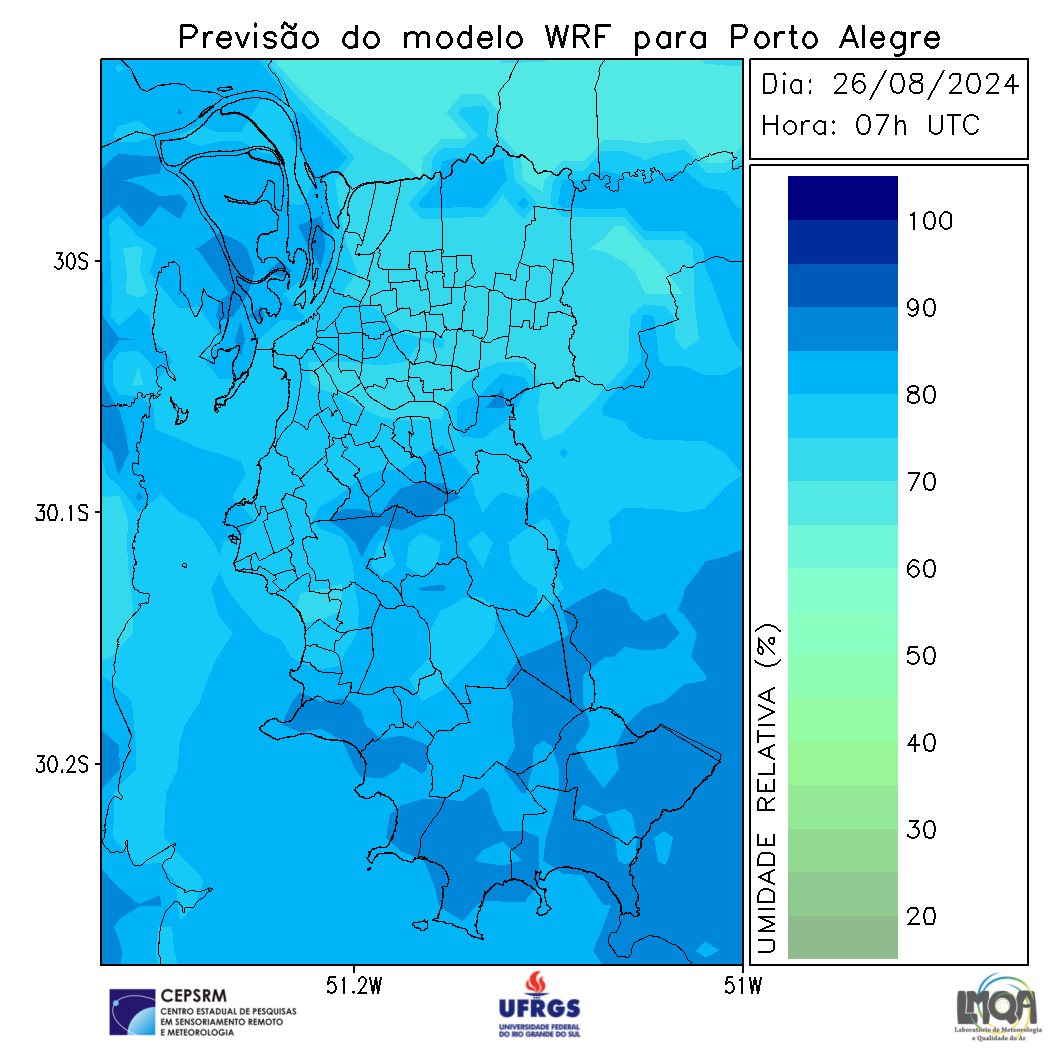 Previsão do modelo WRF para Porto Alegre
Dia: 26/08/2024
Hora: 07h UTC
30S
30.1S
30.2S
51.2W
51W
100
90
80
70
60
50
40
30
20
UMIDADE RELATIVA (%)
CEPSRM
CENTRO ESTADUAL DE PESQUISAS
EM SENSORIAMENTO REMOTO
E METEOROLOGIA
UFRGS
UNIVERSIDADE FEDERAL
DO RIO GRANDE DO SUL
LMQA
Laboratório de Meteorologia
e Qualidade do Ar